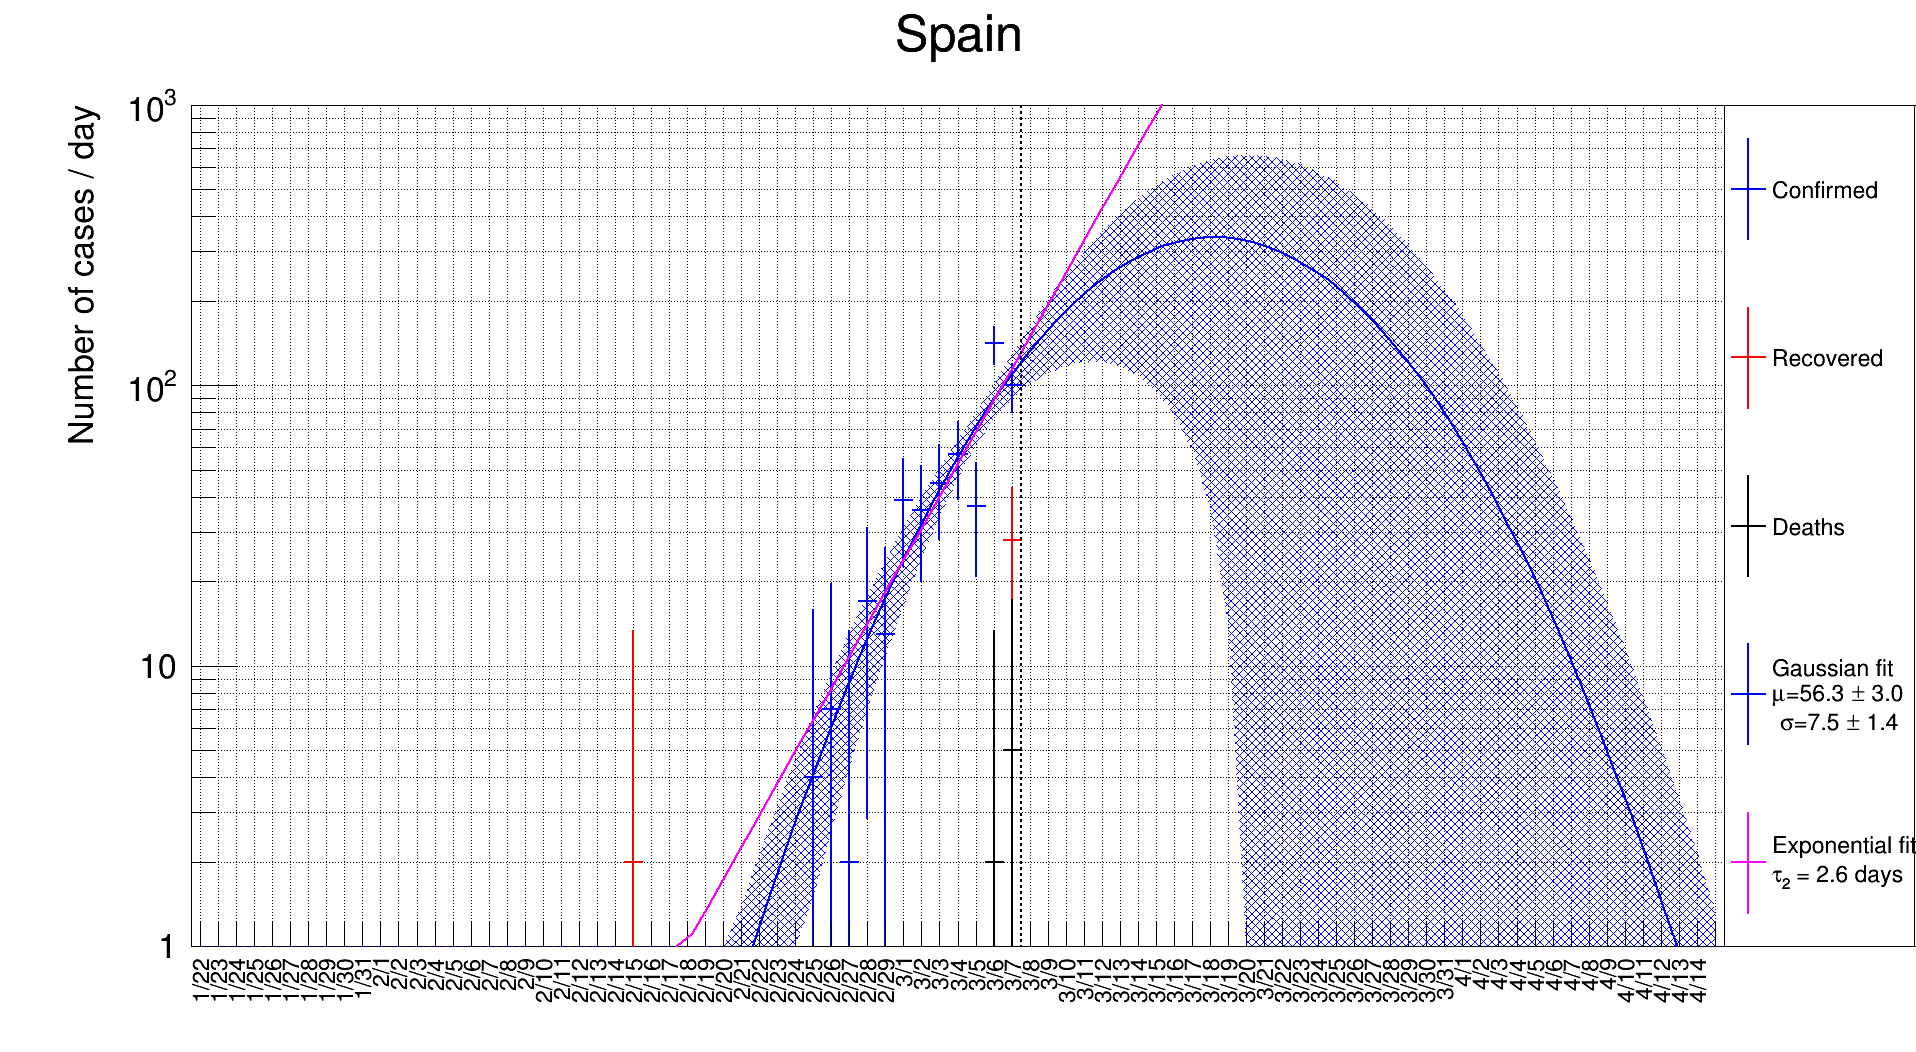 Spain
Number of cases / day
10³
10²
10
1
1/22 1/23 1/24 1/25 1/26 1/27 1/28 1/29 1/30 1/31 2/1 2/2 2/3 2/4 2/5 2/6 2/7 2/8 2/9 2/10 2/11 2/12 2/13 2/14 2/15 2/16 2/17 2/18 2/19 2/20 2/21 2/22 2/23 2/24 2/25 2/26 2/27 2/28 2/29 3/1 3/2 3/3 3/4 3/5 3/6 3/7 3/8 3/9 3/10 3/11 3/12 3/13 3/14 3/15 3/16 3/17 3/18 3/19 3/20 3/21 3/22 3/23 3/24 3/25 3/26 3/27 3/28 3/29 3/30 3/31 4/1 4/2 4/3 4/4 4/5 4/6 4/7 4/8 4/9 4/10 4/11 4/12 4/13 4/14
Confirmed
Recovered
Deaths
Gaussian fit
μ=56.3 ± 3.0
σ=7.5 ± 1.4
Exponential fit
τ₂ = 2.6 days